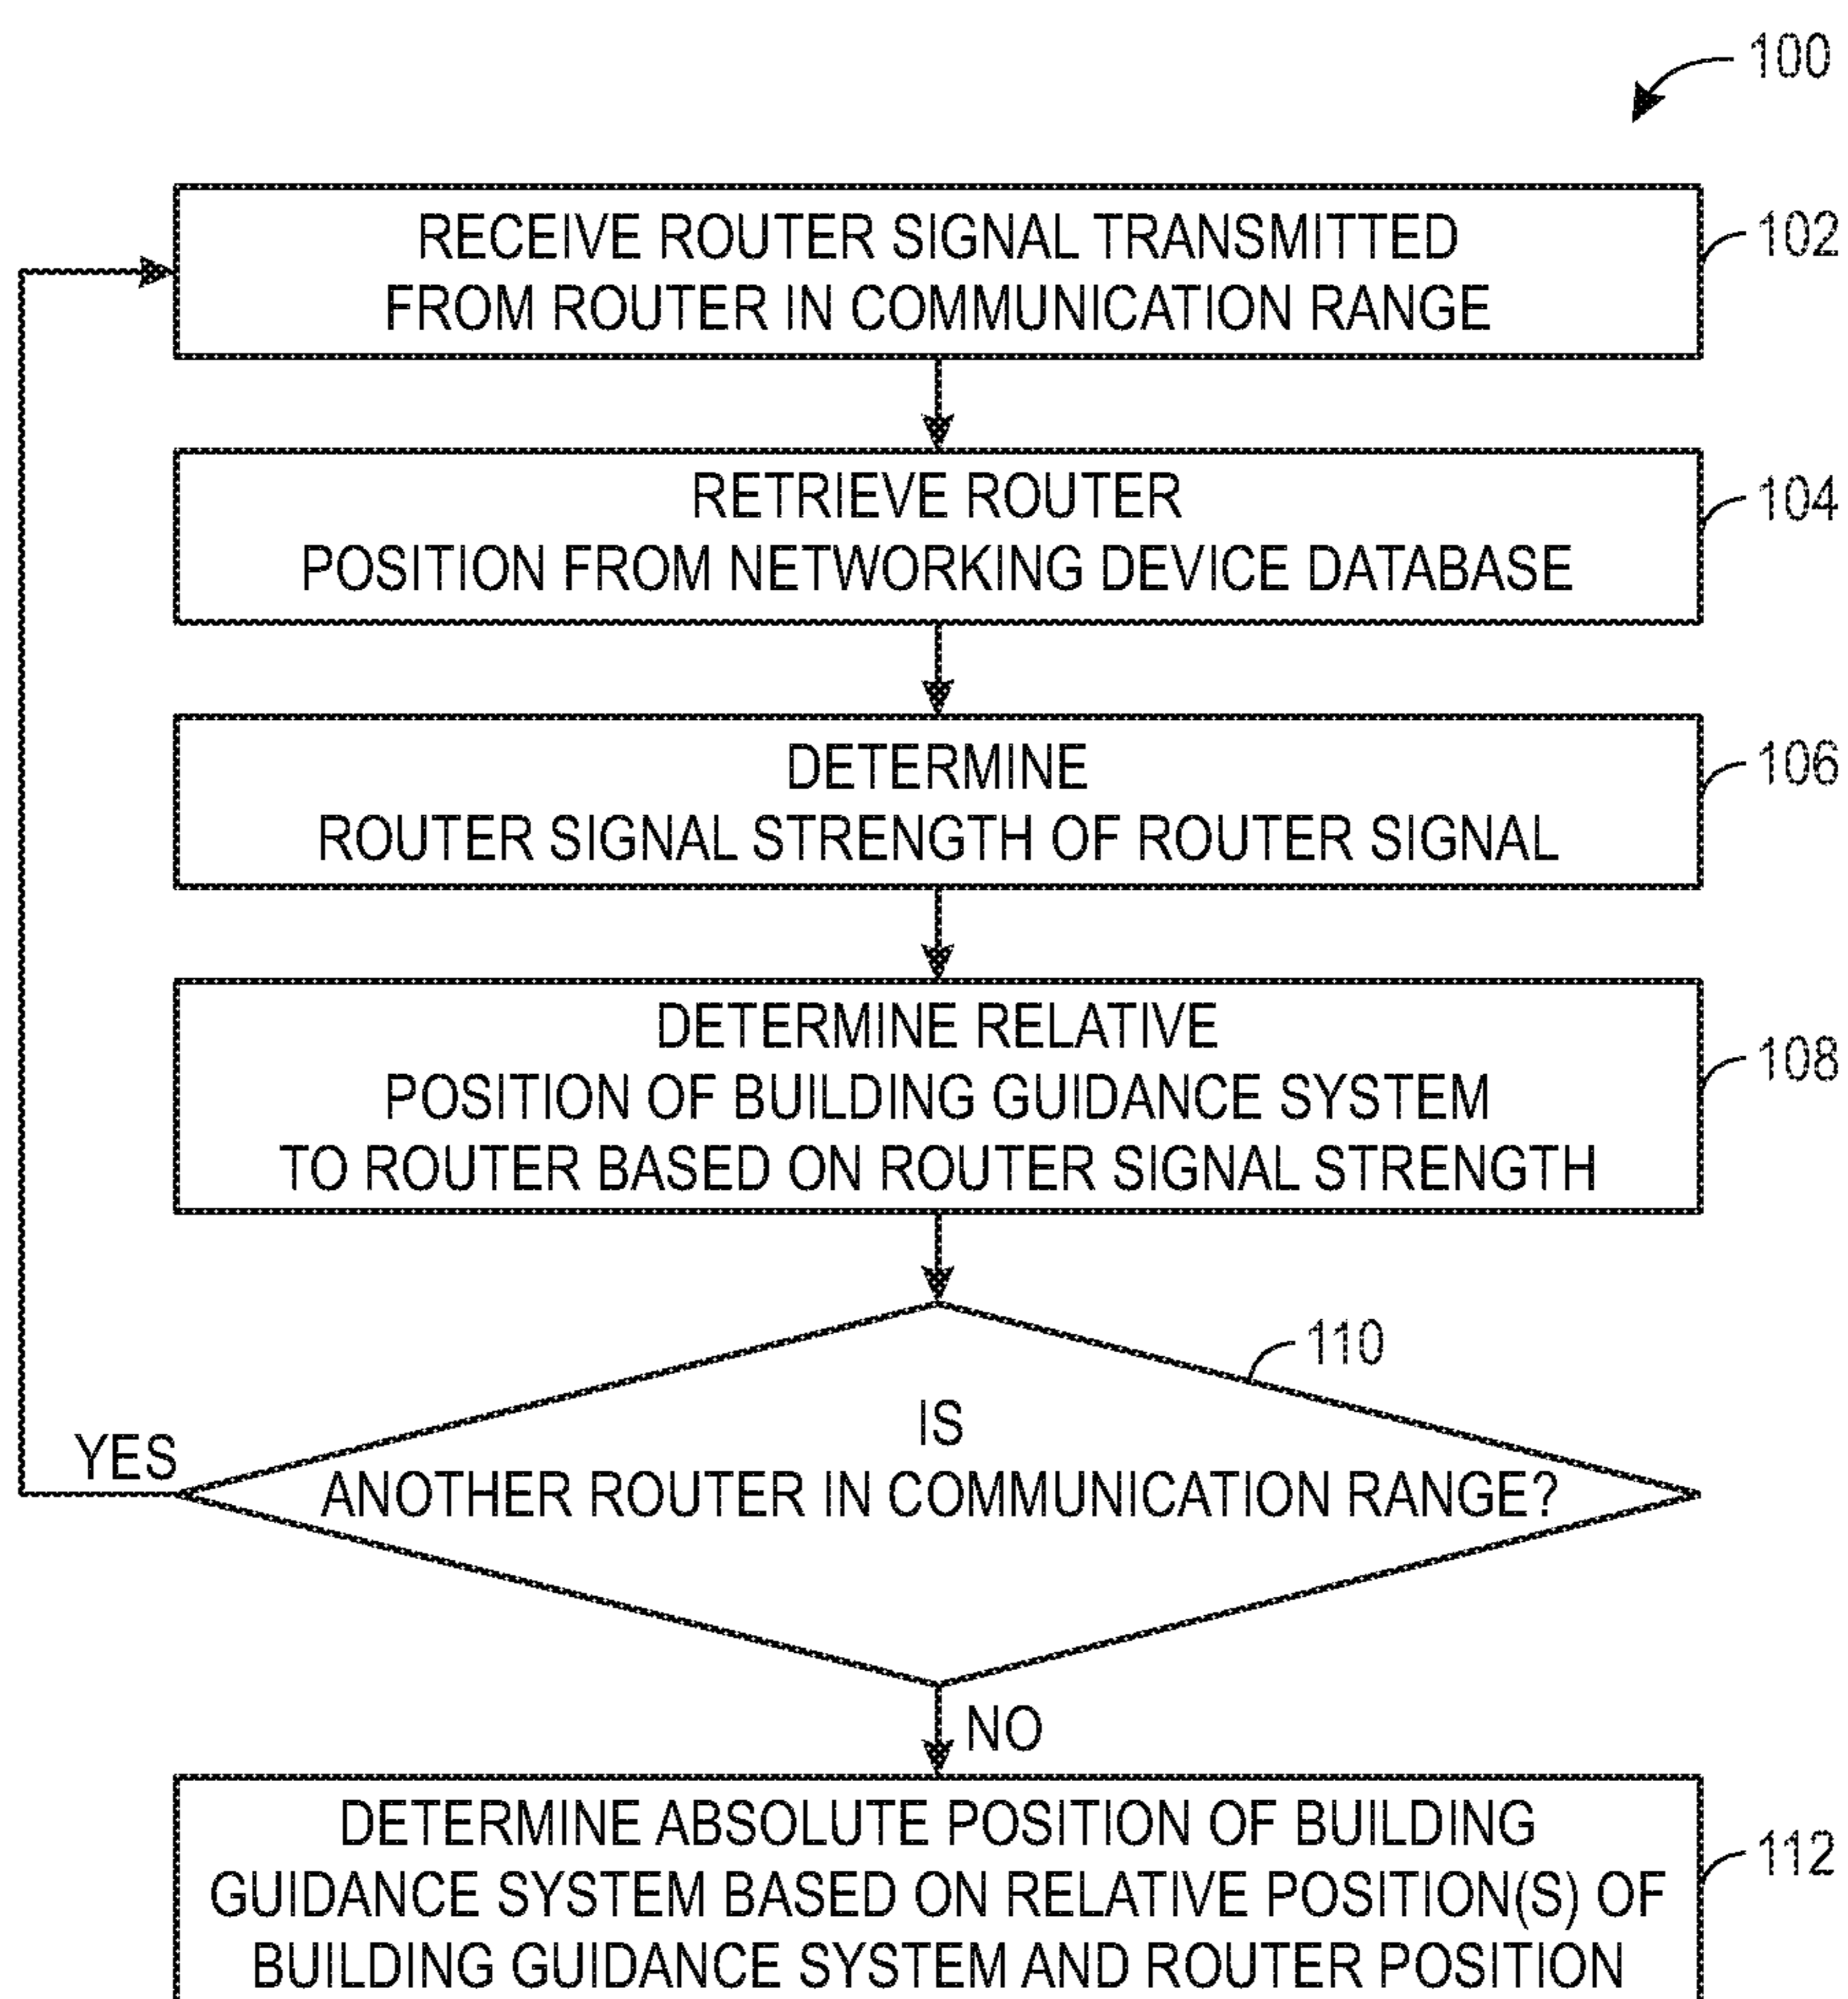 100
RECEIVE ROUTER SIGNAL TRANSMITTED
FROM ROUTER IN COMMUNICATION RANGE
102
RETRIEVE ROUTER
POSITION FROM NETWORKING DEVICE DATABASE
104
DETERMINE
ROUTER SIGNAL STRENGTH OF ROUTER SIGNAL
106
DETERMINE RELATIVE
POSITION OF BUILDING GUIDANCE SYSTEM
TO ROUTER BASED ON ROUTER SIGNAL STRENGTH
108
110
IS
ANOTHER ROUTER IN COMMUNICATION RANGE?
YES
NO
DETERMINE ABSOLUTE POSITION OF BUILDING
GUIDANCE SYSTEM BASED ON RELATIVE POSITION(S) OF
BUILDING GUIDANCE SYSTEM AND ROUTER POSITION
112